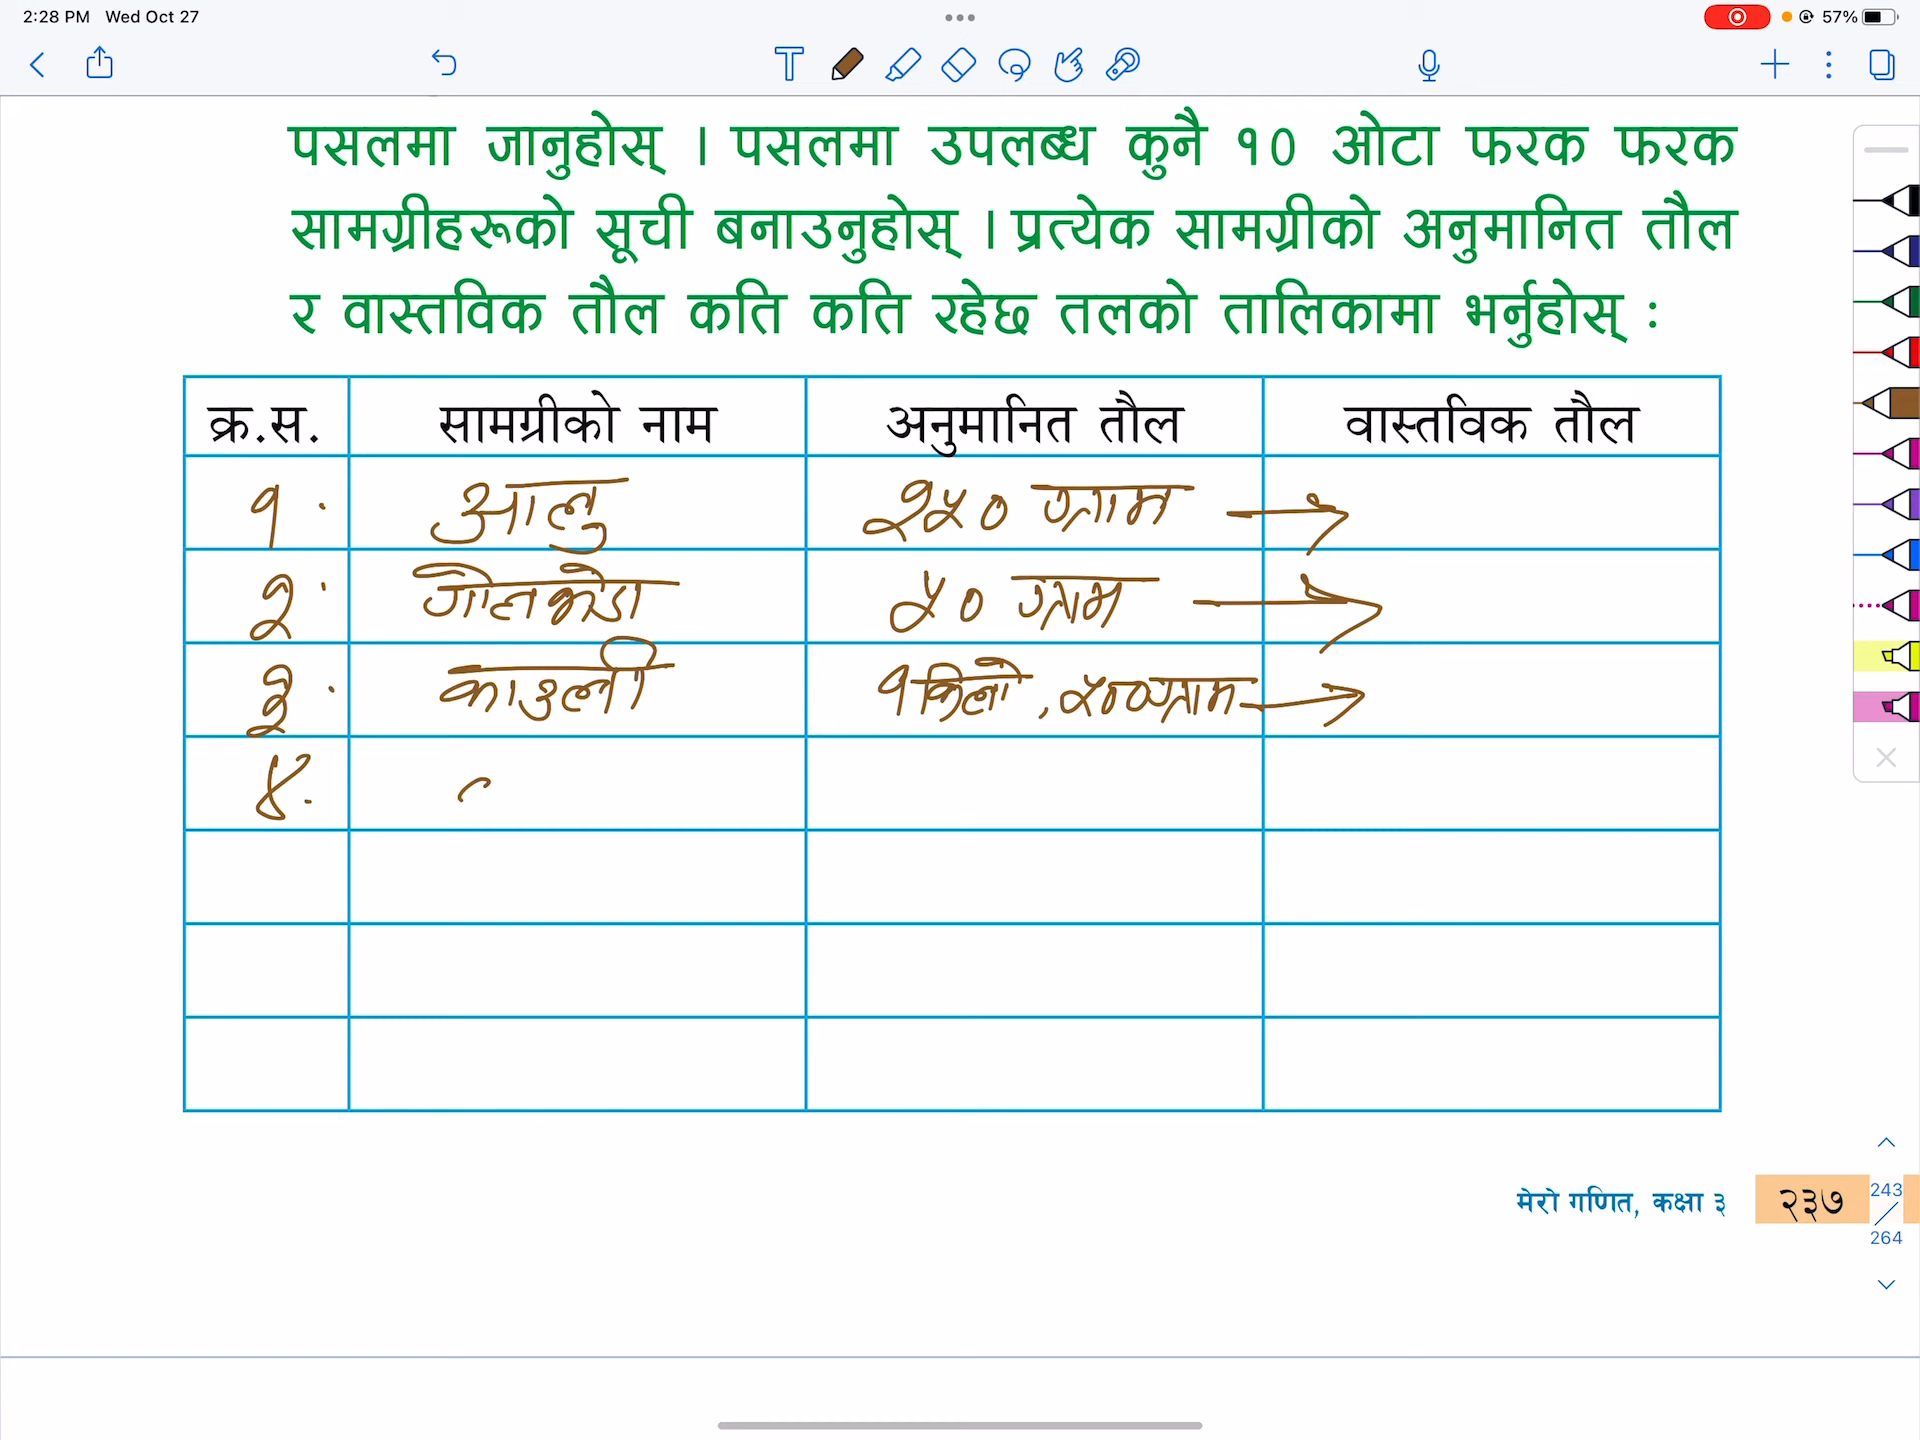 2:28 PM Wed Oct 27
57%
पसलमा जानुहोस् । पसलमा उपलब्ध कुनै १० ओटा फरक फरक
सामग्रीहरूको सूची बनाउनुहोस् । प्रत्येक सामग्रीको अनुमानित तौल
र वास्तविक तौल कति कति रहेछ तलको तालिकामा भर्नुहोस् :
क्र.स. सामग्रीको नाम अनुमानित तौल वास्तविक तौल
१. आलु २५० ग्राम
२. गोलभेडा ५० ग्राम
३. काउली १ किलो, ५०० ग्राम
४.
मेरो गणित, कक्षा ३ २३७
243
264